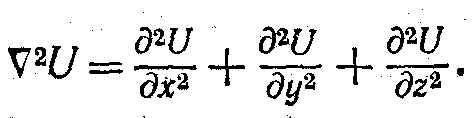 ∇²U = ∂²U/∂x² + ∂²U/∂y² + ∂²U/∂z².